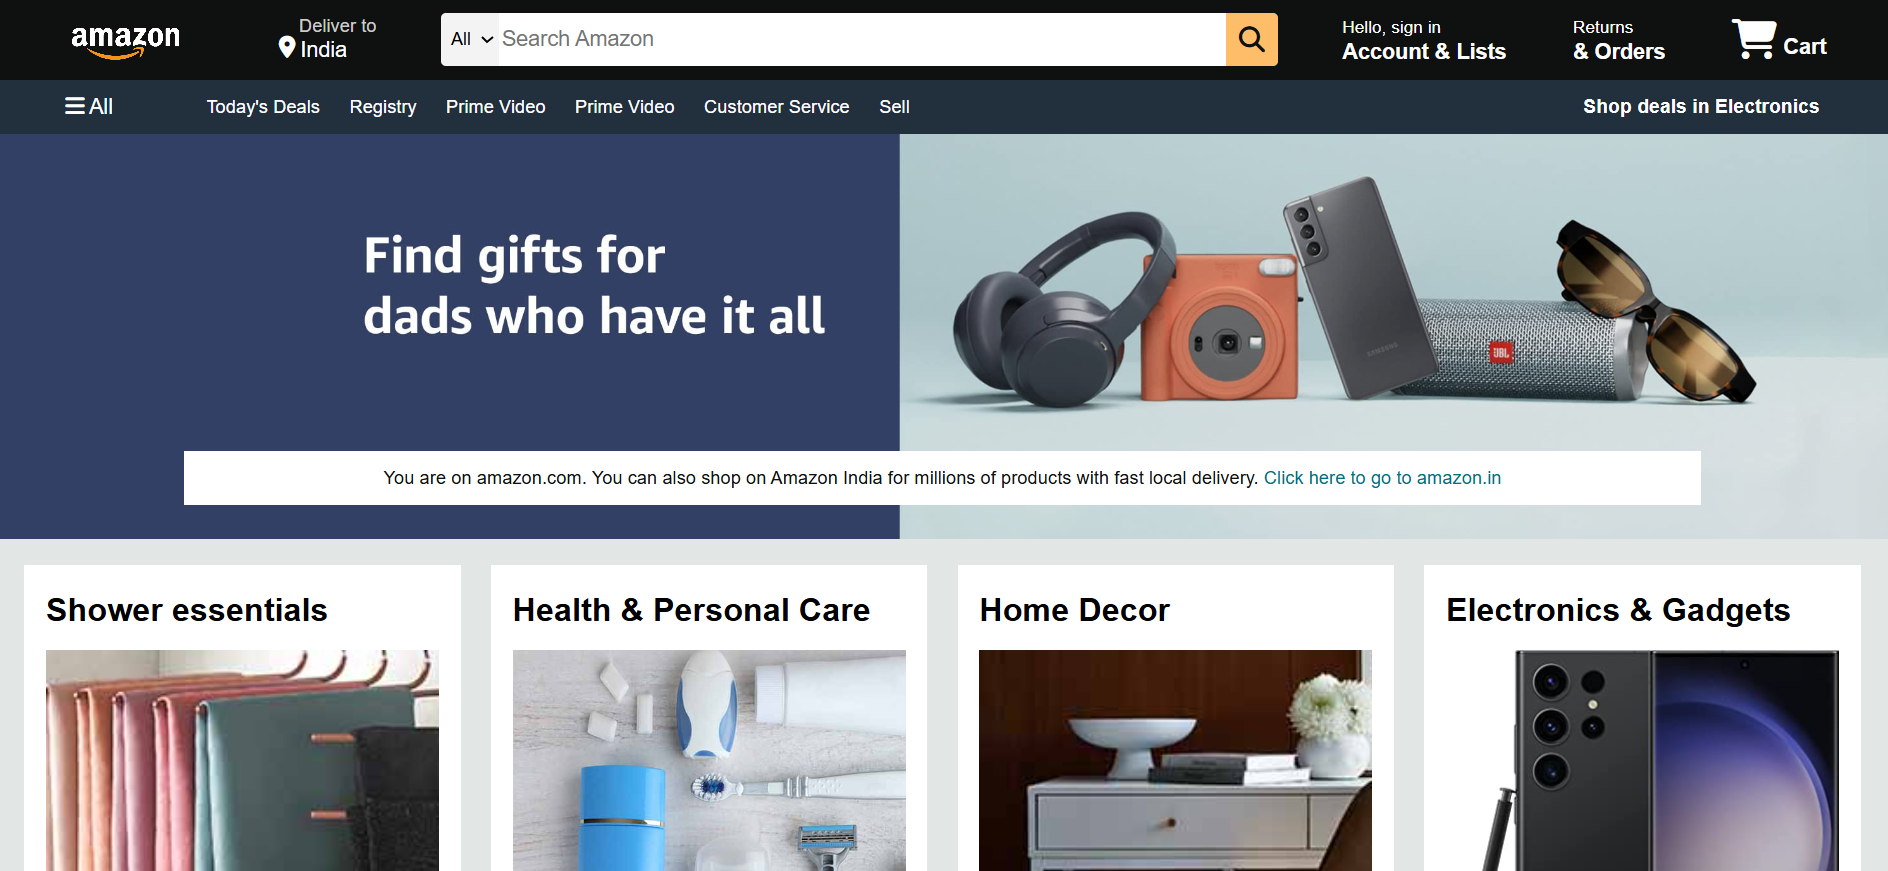 amazon
Deliver to
India
All
Search Amazon
Hello, sign in
Account & Lists
Returns
& Orders
Cart
All
Today's Deals
Registry
Prime Video
Prime Video
Customer Service
Sell
Shop deals in Electronics
Find gifts for
dads who have it all
SAMSUNG
JBL
You are on amazon.com. You can also shop on Amazon India for millions of products with fast local delivery. Click here to go to amazon.in
Shower essentials
Health & Personal Care
Home Decor
Electronics & Gadgets